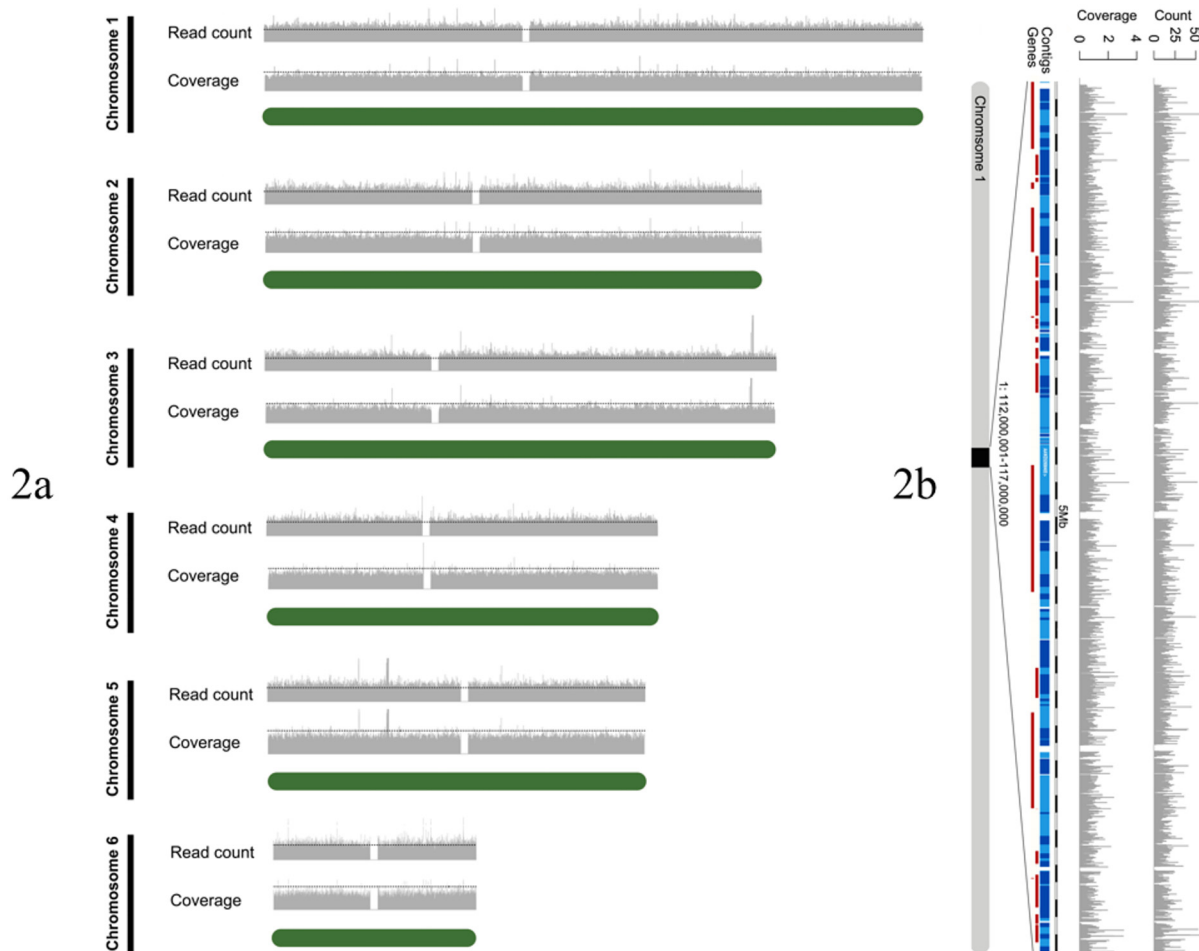 2a
Chromosome 1
Read count
Coverage
Chromosome 2
Read count
Coverage
Chromosome 3
Read count
Coverage
Chromosome 4
Read count
Coverage
Chromosome 5
Read count
Coverage
Chromosome 6
Read count
Coverage
2b
Chromsome 1
1: 112,000,001-117,000,000
Genes
Contigs
5Mb
Coverage
0 2 4
Count
0 25 50